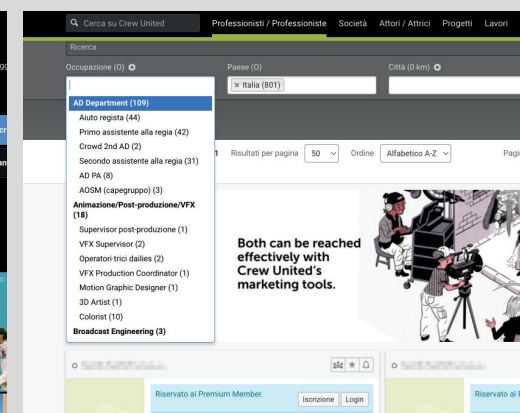 Cerca su Crew United
Professionisti / Professioniste Società Attori / Attrici Progetti Lavori
Ricerca
Occupazione (0) Paese (0) Città (0 km)
× Italia (801)
AD Department (109)
Aiuto regista (44)
Primo assistente alla regia (42)
Crowd 2nd AD (2)
Secondo assistente alla regia (31)
AD PA (8)
AOSM (capegruppo) (3)
Animazione/Post-produzione/VFX
(18)
Supervisor post-produzione (1)
VFX Supervisor (2)
Operatori·trici dailies (2)
VFX Production Coordinator (1)
Motion Graphic Designer (1)
3D Artist (1)
Colorist (10)
Broadcast Engineering (3)
1 Risultati per pagina 50 Ordine Alfabetico A-Z
Both can be reached
effectively with
Crew United's
marketing tools.
Riservato ai Premium Member.
Iscrizione Login
Riservato ai